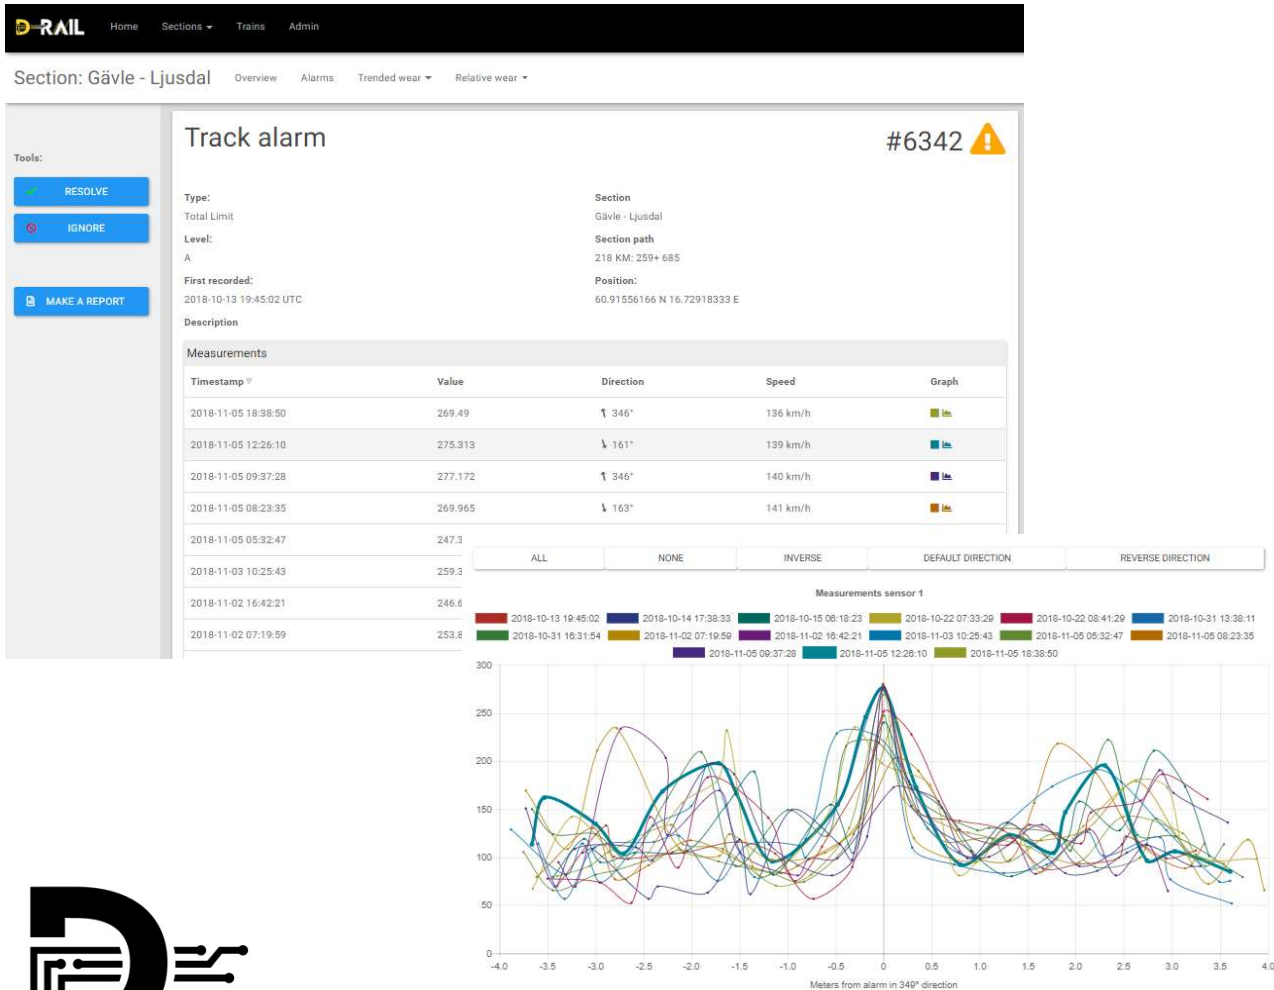 D-RAIL Home Sections Trains Admin
Section: Gävle - Ljusdal Overview Alarms Trended wear Relative wear
Tools:
RESOLVE
IGNORE
MAKE A REPORT
Track alarm #6342
Type: Section
Total Limit Gävle - Ljusdal
Level: Section path
A 218 KM: 259+ 685
First recorded: Position:
2018-10-13 19:45:02 UTC 60.91556166 N 16.72918333 E
Description
Measurements
Timestamp Value Direction Speed Graph
2018-11-05 18:38:50 269.49 346° 136 km/h
2018-11-05 12:26:10 275.313 161° 139 km/h
2018-11-05 09:37:28 277.172 346° 140 km/h
2018-11-05 08:23:35 269.965 163° 141 km/h
2018-11-05 05:32:47 247.3
2018-11-03 10:25:43 259.3
2018-11-02 16:42:21 246.6
2018-11-02 07:19:59 253.8
ALL NONE INVERSE DEFAULT DIRECTION REVERSE DIRECTION
Measurements sensor 1
2018-10-13 19:45:02 2018-10-14 17:38:33 2018-10-15 06:18:23 2018-10-22 07:33:29 2018-10-22 08:41:29 2018-10-31 13:38:11
2018-10-31 16:31:54 2018-11-02 07:19:59 2018-11-02 16:42:21 2018-11-03 10:25:43 2018-11-05 05:32:47 2018-11-05 08:23:35
2018-11-05 09:37:28 2018-11-05 12:26:10 2018-11-05 18:38:50
300
250
200
150
100
50
0
-4.0 -3.5 -3.0 -2.5 -2.0 -1.5 -1.0 -0.5 0 0.5 1.0 1.5 2.0 2.5 3.0 3.5 4.0
Meters from alarm in 349° direction
D